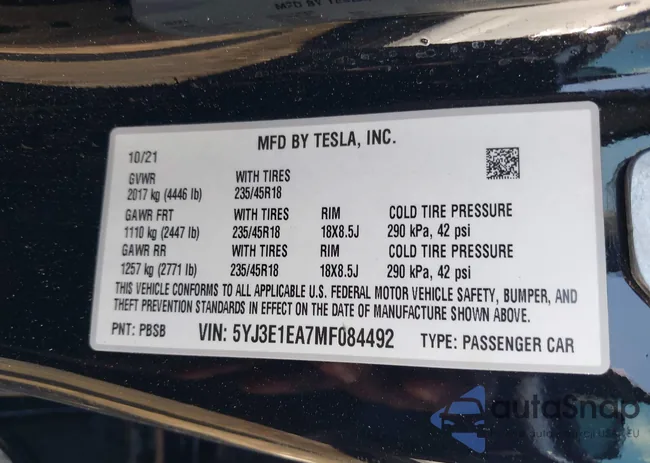 MFD BY TESLA, INC.
10/21
GVWR WITH TIRES
2017 kg (4446 lb) 235/45R18
GAWR FRT WITH TIRES RIM COLD TIRE PRESSURE
1110 kg (2447 lb) 235/45R18 18X8.5J 290 kPa, 42 psi
GAWR RR WITH TIRES RIM COLD TIRE PRESSURE
1257 kg (2771 lb) 235/45R18 18X8.5J 290 kPa, 42 psi
THIS VEHICLE CONFORMS TO ALL APPLICABLE U.S. FEDERAL MOTOR VEHICLE SAFETY, BUMPER, AND
THEFT PREVENTION STANDARDS IN EFFECT ON THE DATE OF MANUFACTURE SHOWN ABOVE.
PNT: PBSB VIN: 5YJ3E1EA7MF084492 TYPE: PASSENGER CAR
autoSnap